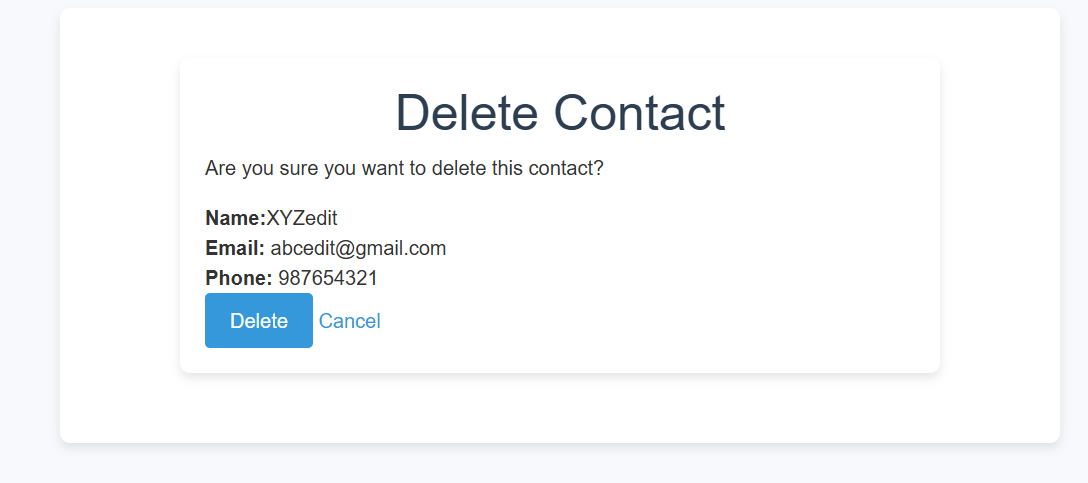 Delete Contact
Are you sure you want to delete this contact?
Name:XYZedit
Email: abcedit@gmail.com
Phone: 987654321
Delete Cancel